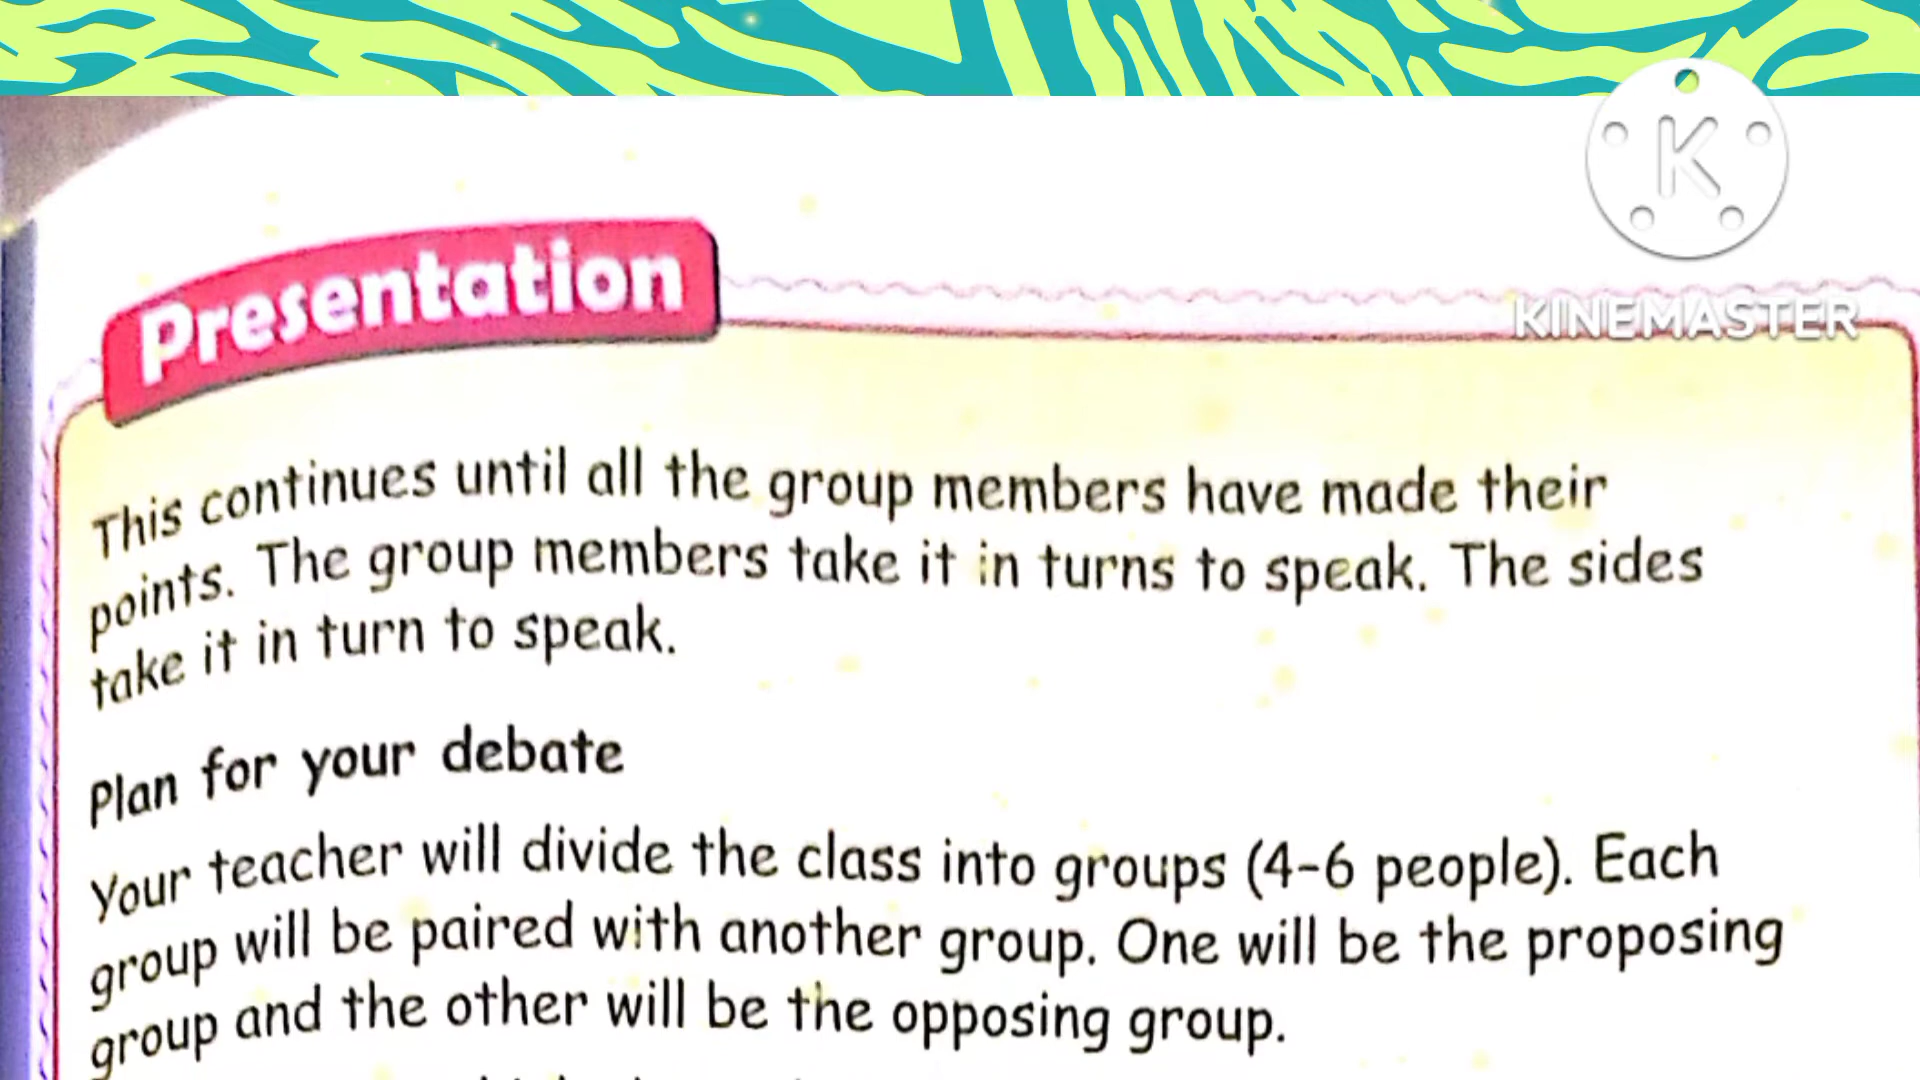 K
KINEMASTER
Presentation
This continues until all the group members have made their
points. The group members take it in turns to speak. The sides
take it in turn to speak.
Plan for your debate
Your teacher will divide the class into groups (4-6 people). Each
group will be paired with another group. One will be the proposing
group and the other will be the opposing group.